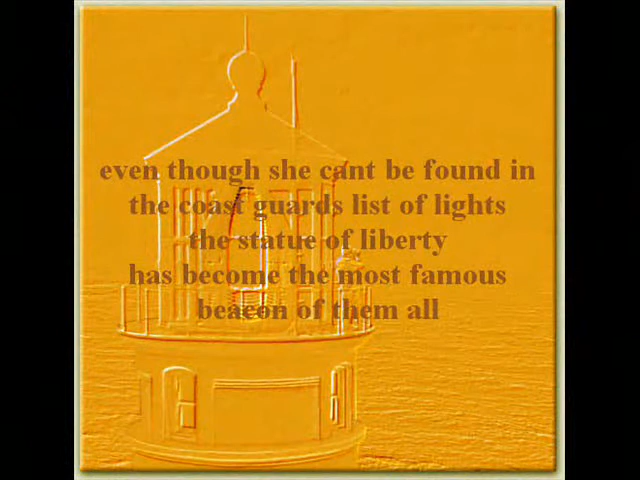 even though she cant be found in
the coast guards list of lights
the statue of liberty
has become the most famous
beacon of them all